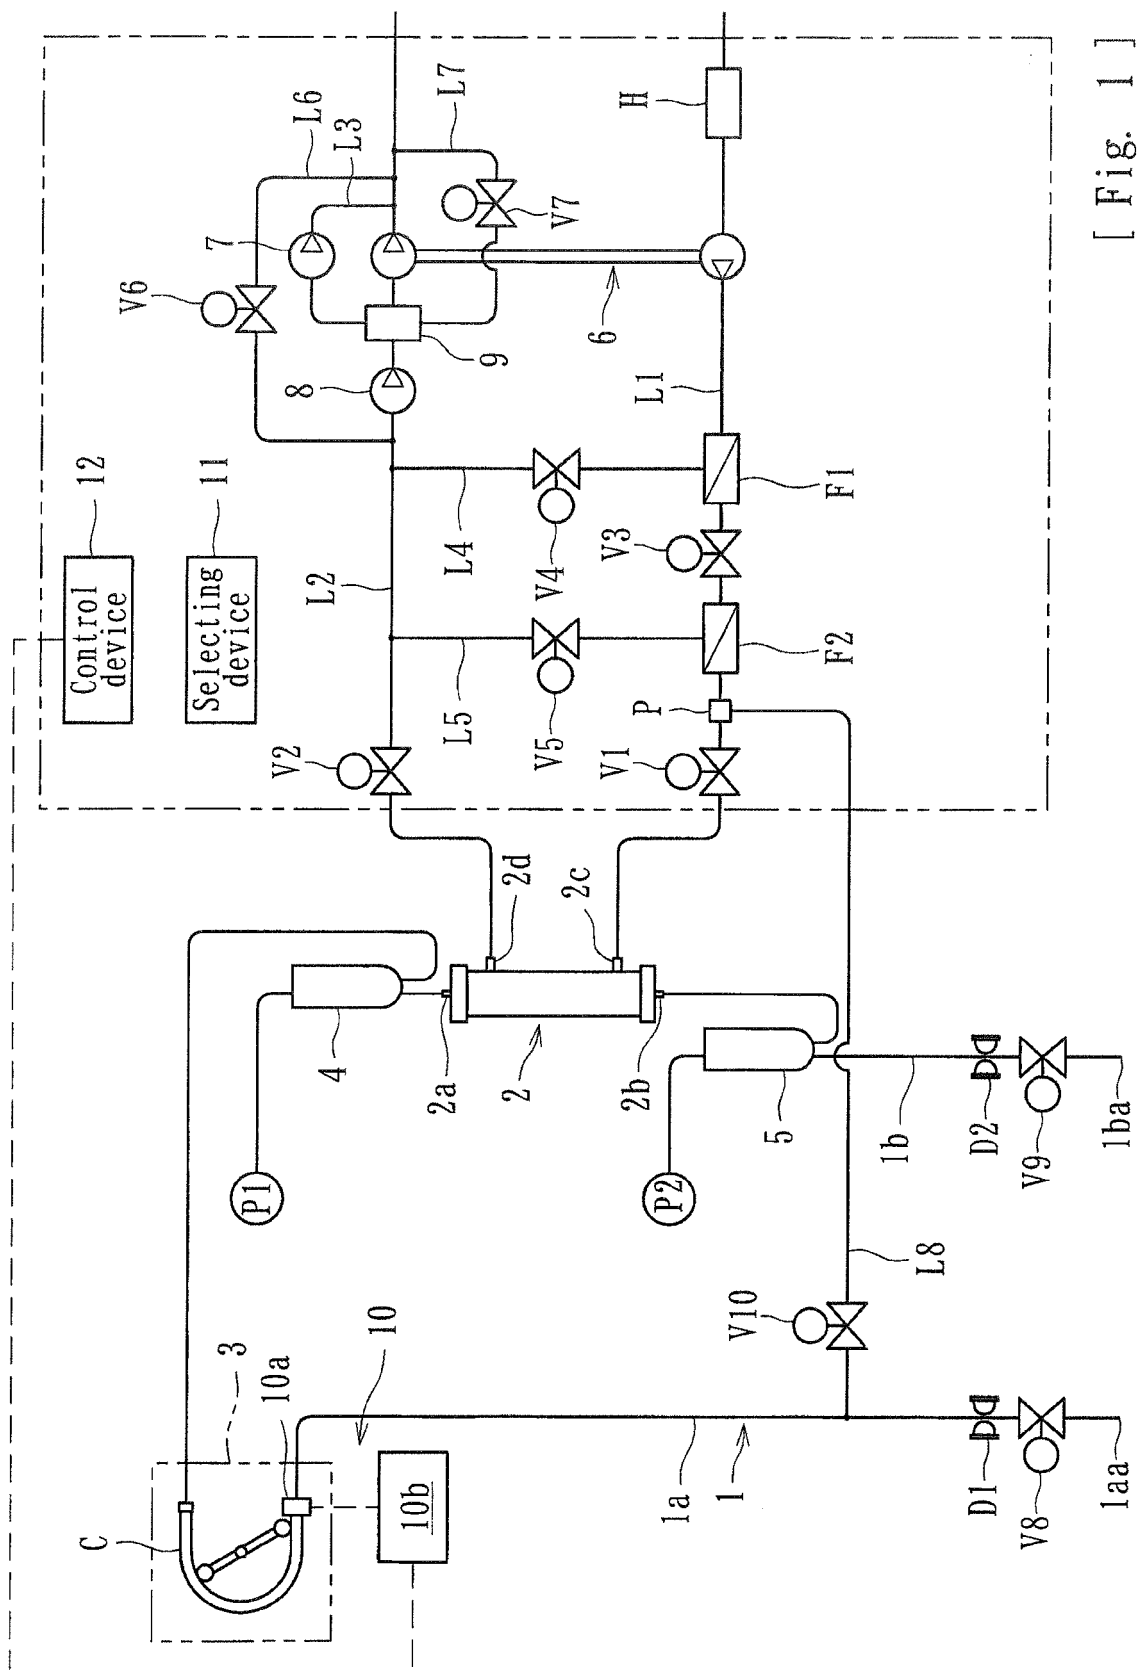 C
3
10a
10
10b
P1
4
2a
2
2d
2c
2b
P2
5
1b
1a
1
V10
L8
D1
V8
1aa
D2
V9
1ba
Control
device
12
Selecting
device
11
V6
7
L6
L3
L7
V7
8
9
6
V2
L2
L5
L4
V5
V4
V1
P
V3
F2
F1
L1
H
[ Fig. 1 ]